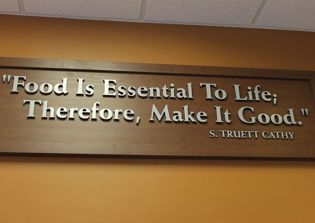 "Food Is Essential To Life;
Therefore, Make It Good."
S. TRUETT CATHY